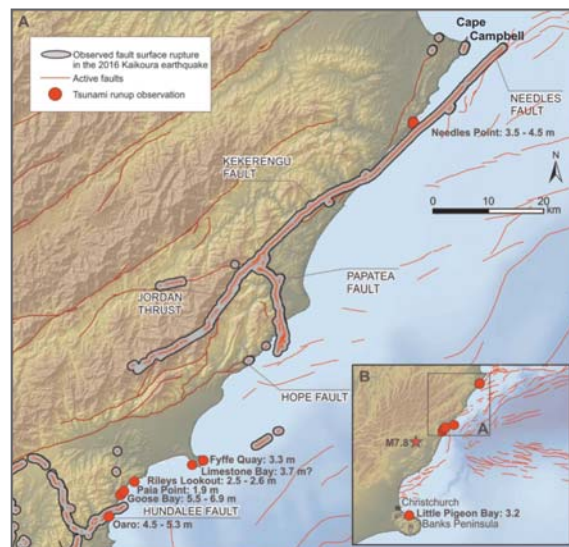 A
Observed fault surface rupture
in the 2016 Kaikoura earthquake
Active faults
Tsunami runup observation
Cape
Campbell
NEEDLES
FAULT
Needles Point: 3.5 - 4.5 m
KEKERENGU
FAULT
N
0 10 20
km
JORDAN
THRUST
PAPATEA
FAULT
HOPE FAULT
Fyffe Quay: 3.3 m
Limestone Bay: 3.7 m?
Rileys Lookout: 2.5 - 2.6 m
Paia Point: 1.9 m
Goose Bay: 5.5 - 6.9 m
HUNDALEE FAULT
Oaro: 4.5 - 5.3 m
B
A
M7.8
Christchurch
Little Pigeon Bay: 3.2
Banks Peninsula